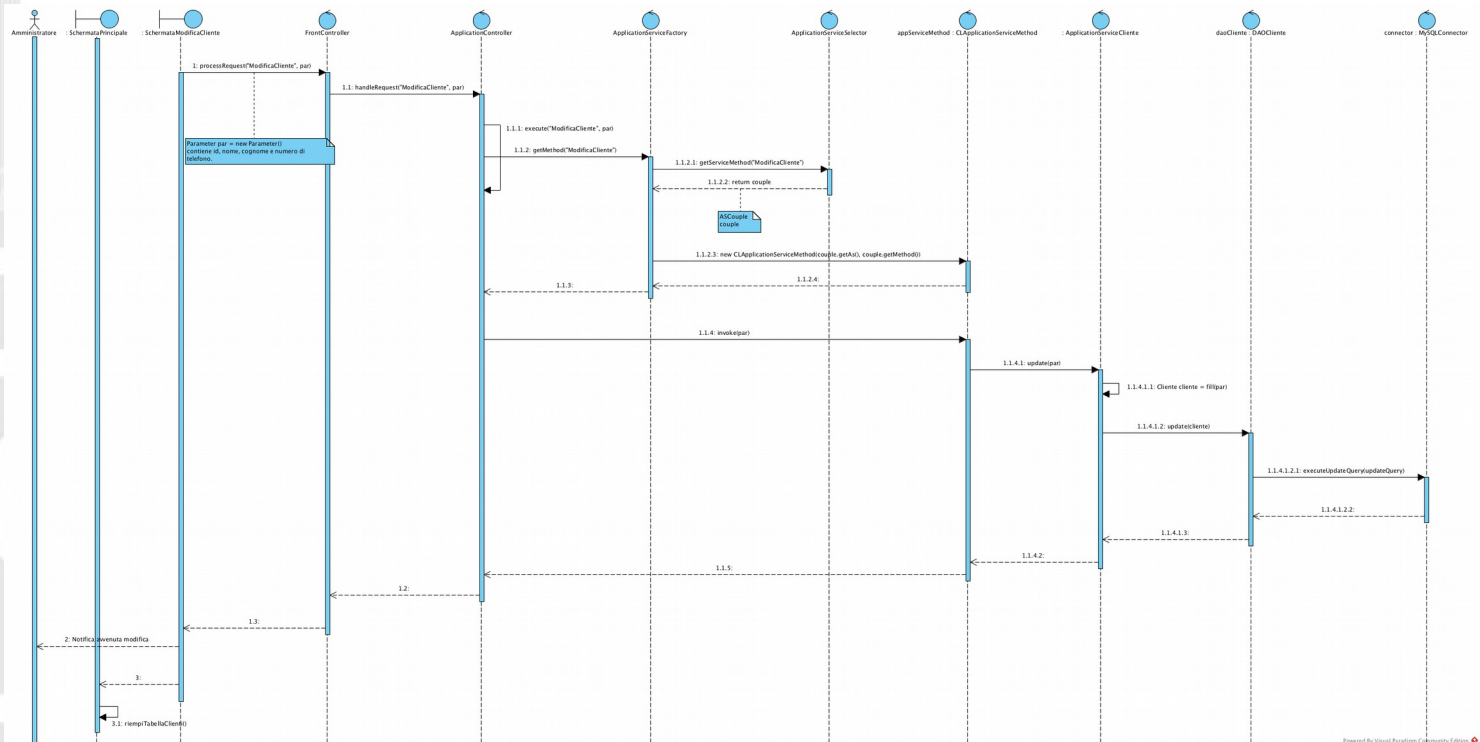 Amministratore
: SchermataPrincipale
: SchermataModificaCliente
FrontController
ApplicationController
ApplicationServiceFactory
ApplicationServiceSelector
appServiceMethod : CLApplicationServiceMethod
: ApplicationServiceCliente
daoCliente : DAOCliente
connector : MySQLConnector
1: processRequest("ModificaCliente", par)
1.1: handleRequest("ModificaCliente", par)
1.1.1: execute("ModificaCliente", par)
Parameter par = new Parameter()
contiene id, nome, cognome e numero di
telefono.
1.1.2: getMethod("ModificaCliente")
1.1.2.1: getServiceMethod("ModificaCliente")
1.1.2.2: return couple
ASCouple
couple
1.1.2.3: new CLApplicationServiceMethod(couple.getAs(), couple.getMethod())
1.1.2.4:
1.1.3:
1.1.4: invoke(par)
1.1.4.1: update(par)
1.1.4.1.1: Cliente cliente = fill(par)
1.1.4.1.2: update(cliente)
1.1.4.1.2.1: executeUpdateQuery(updateQuery)
1.1.4.1.2.2:
1.1.4.1.3:
1.1.4.2:
1.1.5:
1.2:
1.3:
2: Notifica avvenuta modifica
3:
3.1: riempiTabellaClienti()
Powered By Visual Paradigm Community Edition